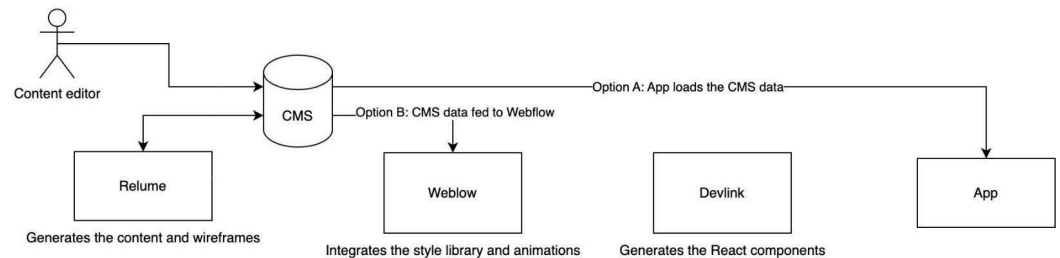 Content editor
CMS
Option A: App loads the CMS data
Option B: CMS data fed to Webflow
Relume
Weblow
Devlink
App
Generates the content and wireframes
Integrates the style library and animations
Generates the React components